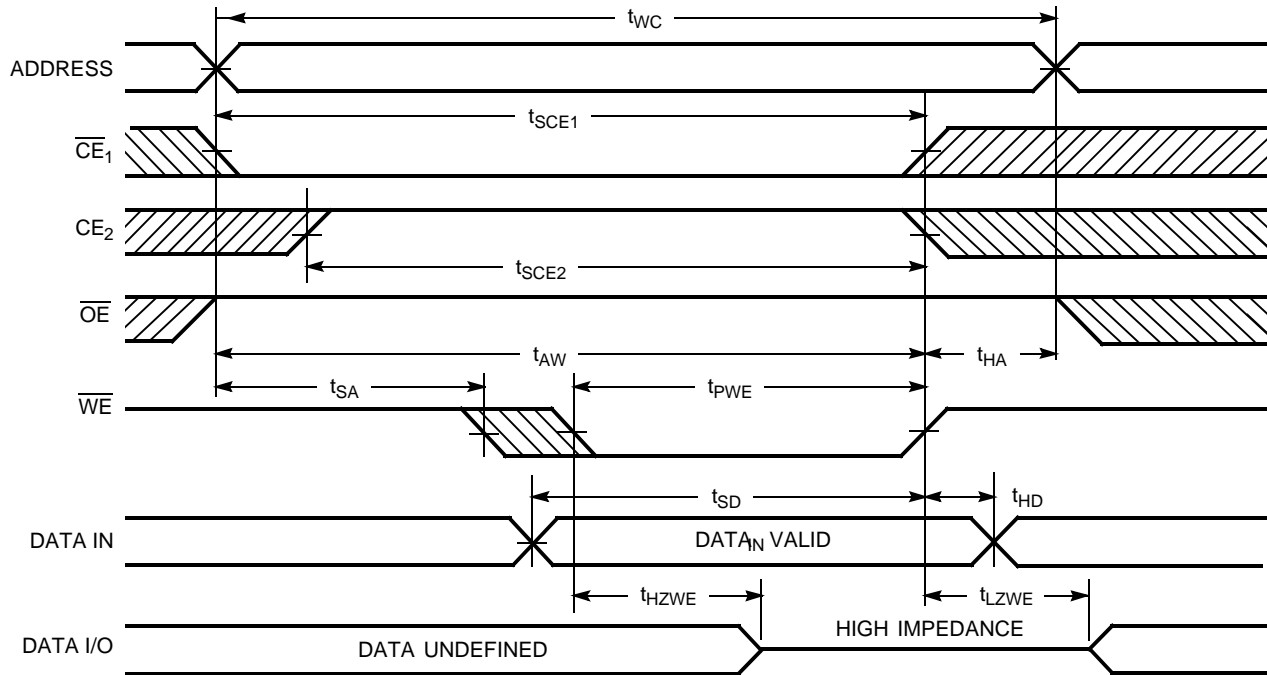 tWC
ADDRESS
tSCE1
CE1
CE2
tSCE2
OE
tAW
tHA
tSA
tPWE
WE
tSD
tHD
DATA IN
DATAIN VALID
tHZWE
tLZWE
HIGH IMPEDANCE
DATA I/O
DATA UNDEFINED